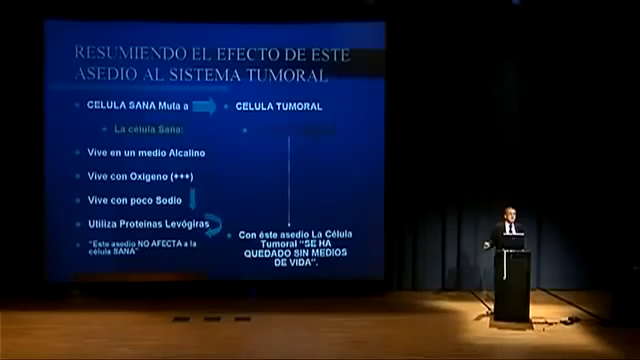 RESUMIENDO EL EFECTO DE ESTE
ASEDIO AL SISTEMA TUMORAL
CELULA SANA Muta a
CELULA TUMORAL
La célula Sana:
Vive en un medio Alcalino
Vive con Oxigeno (+++)
Vive con poco Sodio
Utiliza Proteinas Levógiras
"Este asedio NO AFECTA a la
célula SANA"
Con éste asedio La Célula
Tumoral "SE HA
QUEDADO SIN MEDIOS
DE VIDA".